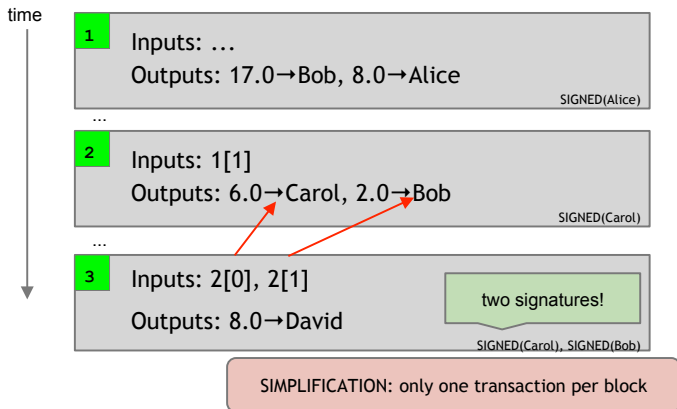 time
1
Inputs: ...
Outputs: 17.0→Bob, 8.0→Alice
SIGNED(Alice)
...
2
Inputs: 1[1]
Outputs: 6.0→Carol, 2.0→Bob
SIGNED(Carol)
...
3
Inputs: 2[0], 2[1]
two signatures!
Outputs: 8.0→David
SIGNED(Carol), SIGNED(Bob)
SIMPLIFICATION: only one transaction per block